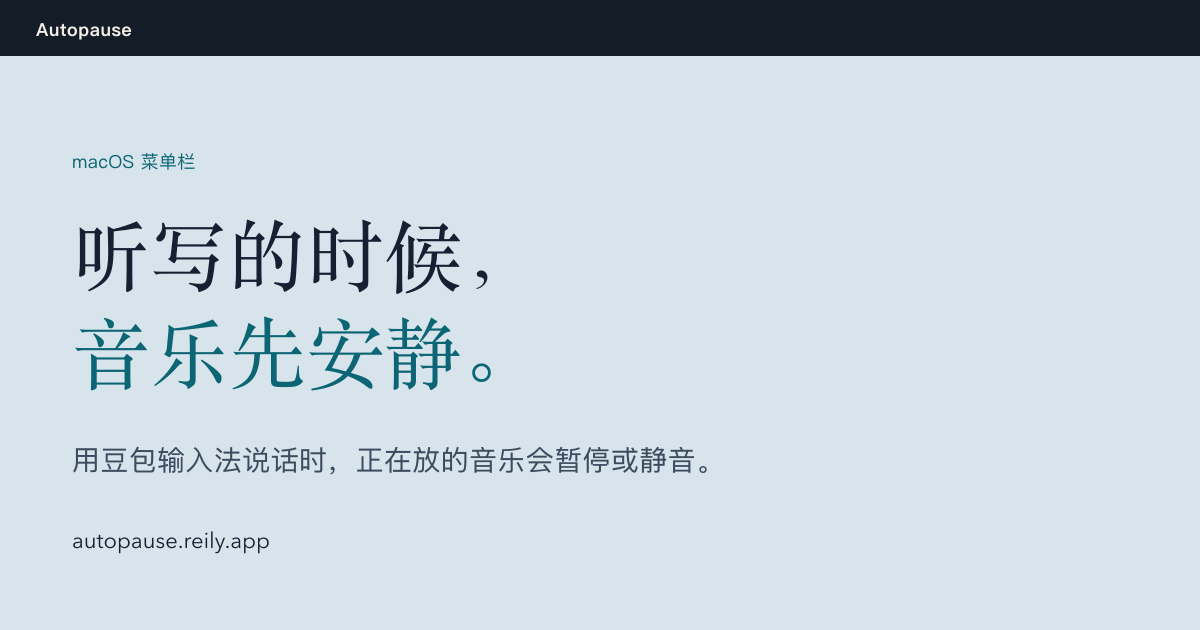 Autopause
macOS 菜单栏
听写的时候，
音乐先安静。
用豆包输入法说话时，正在放的音乐会暂停或静音。
autopause.reily.app